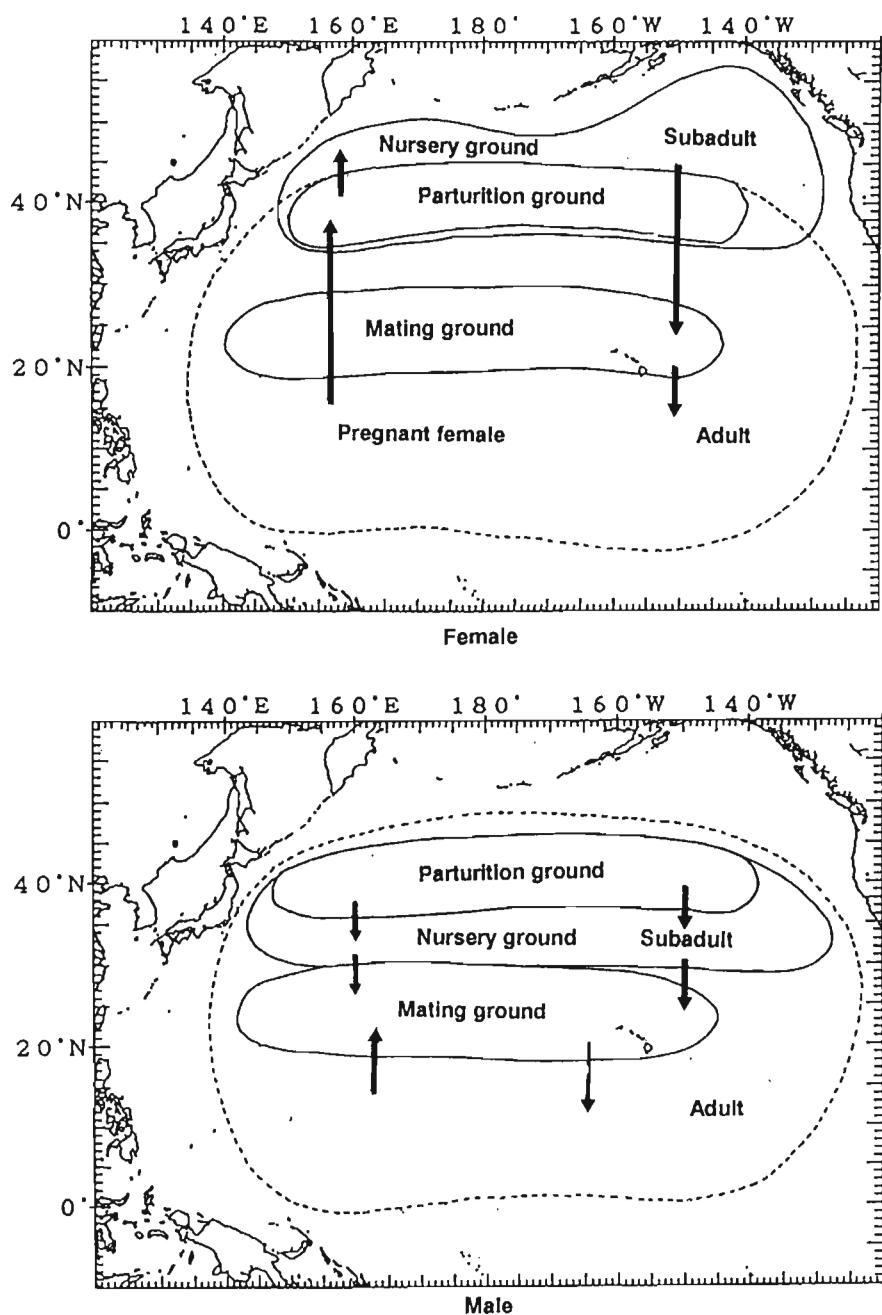 140°E 160°E 180° 160°W 140°W
Nursery ground Subadult
Parturition ground
40°N
Mating ground
20°N
Pregnant female Adult
0°
Female
140°E 160°E 180° 160°W 140°W
Parturition ground
40°N
Nursery ground Subadult
Mating ground
20°N
Adult
0°
Male